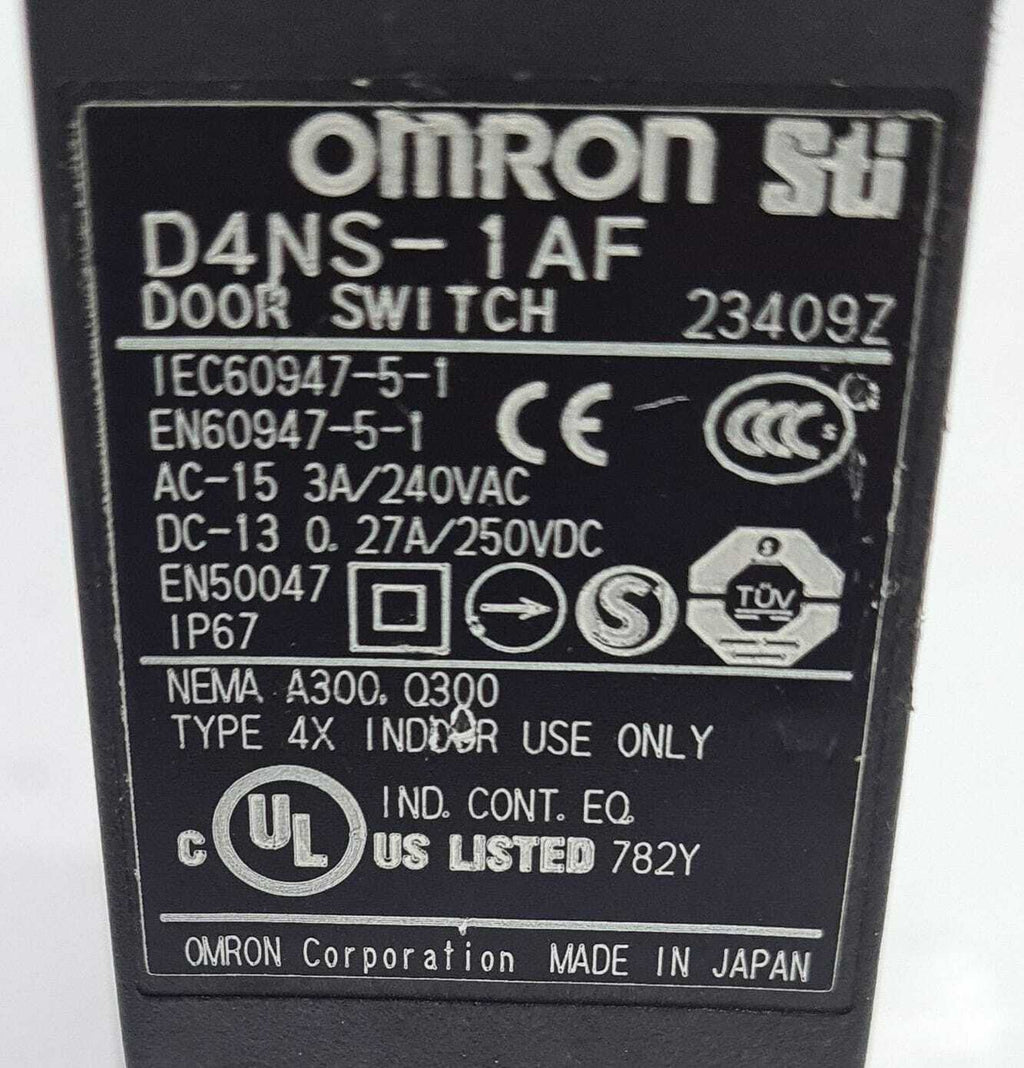 OMRON Sti
D4NS-1AF
DOOR SWITCH 23409Z
IEC60947-5-1
EN60947-5-1 CE CCC S
AC-15 3A/240VAC
DC-13 0.27A/250VDC
EN50047 S S TÜV
IP67
NEMA A300, Q300
TYPE 4X INDOOR USE ONLY
IND. CONT. EQ.
C UL US LISTED 782Y
OMRON Corporation MADE IN JAPAN